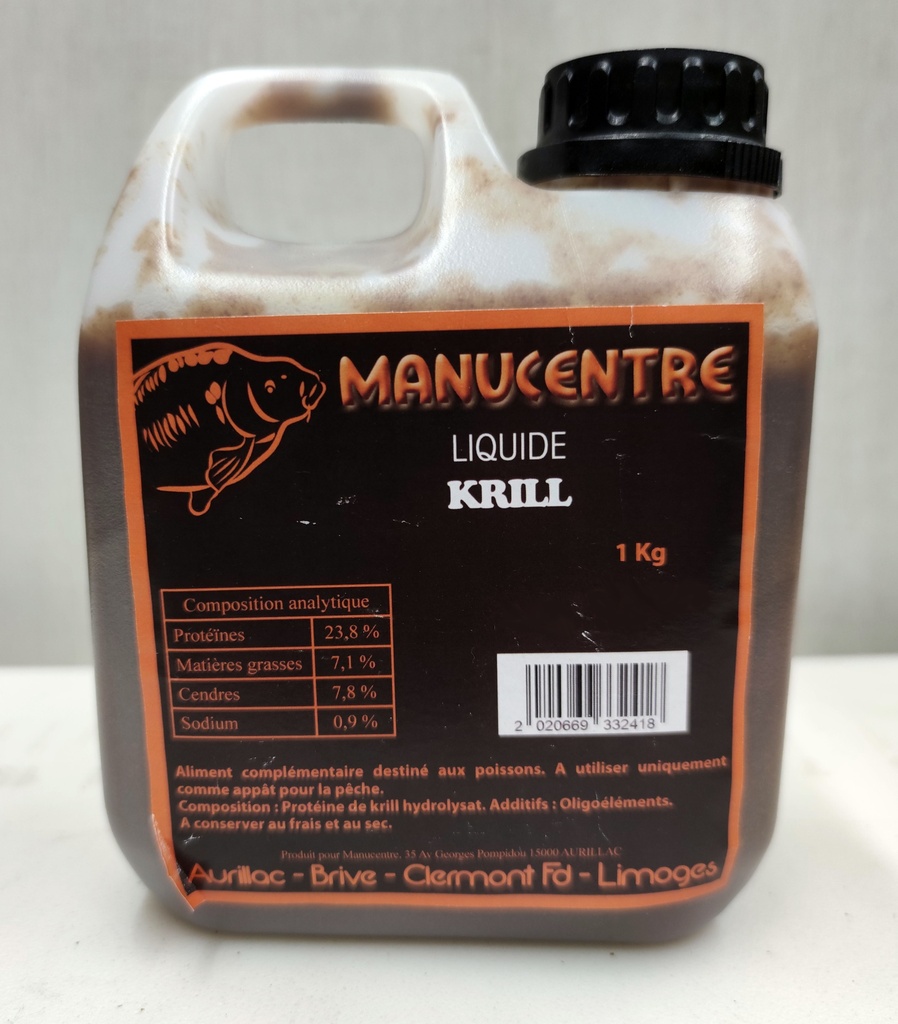 MANUCENTRE
LIQUIDE
KRILL
1 Kg
Composition analytique
Protéïnes 23,8 %
Matières grasses 7,1 %
Cendres 7,8 %
Sodium 0,9 %
2 020669 332418
Aliment complémentaire destiné aux poissons. A utiliser uniquement
comme appât pour la pêche.
Composition : Protéine de krill hydrolysat. Additifs : Oligoéléments.
A conserver au frais et au sec.
Produit pour Manucentre. 35 Av Georges Pompidou 15000 AURILLAC
Aurillac - Brive - Clermont Fd - Limoges